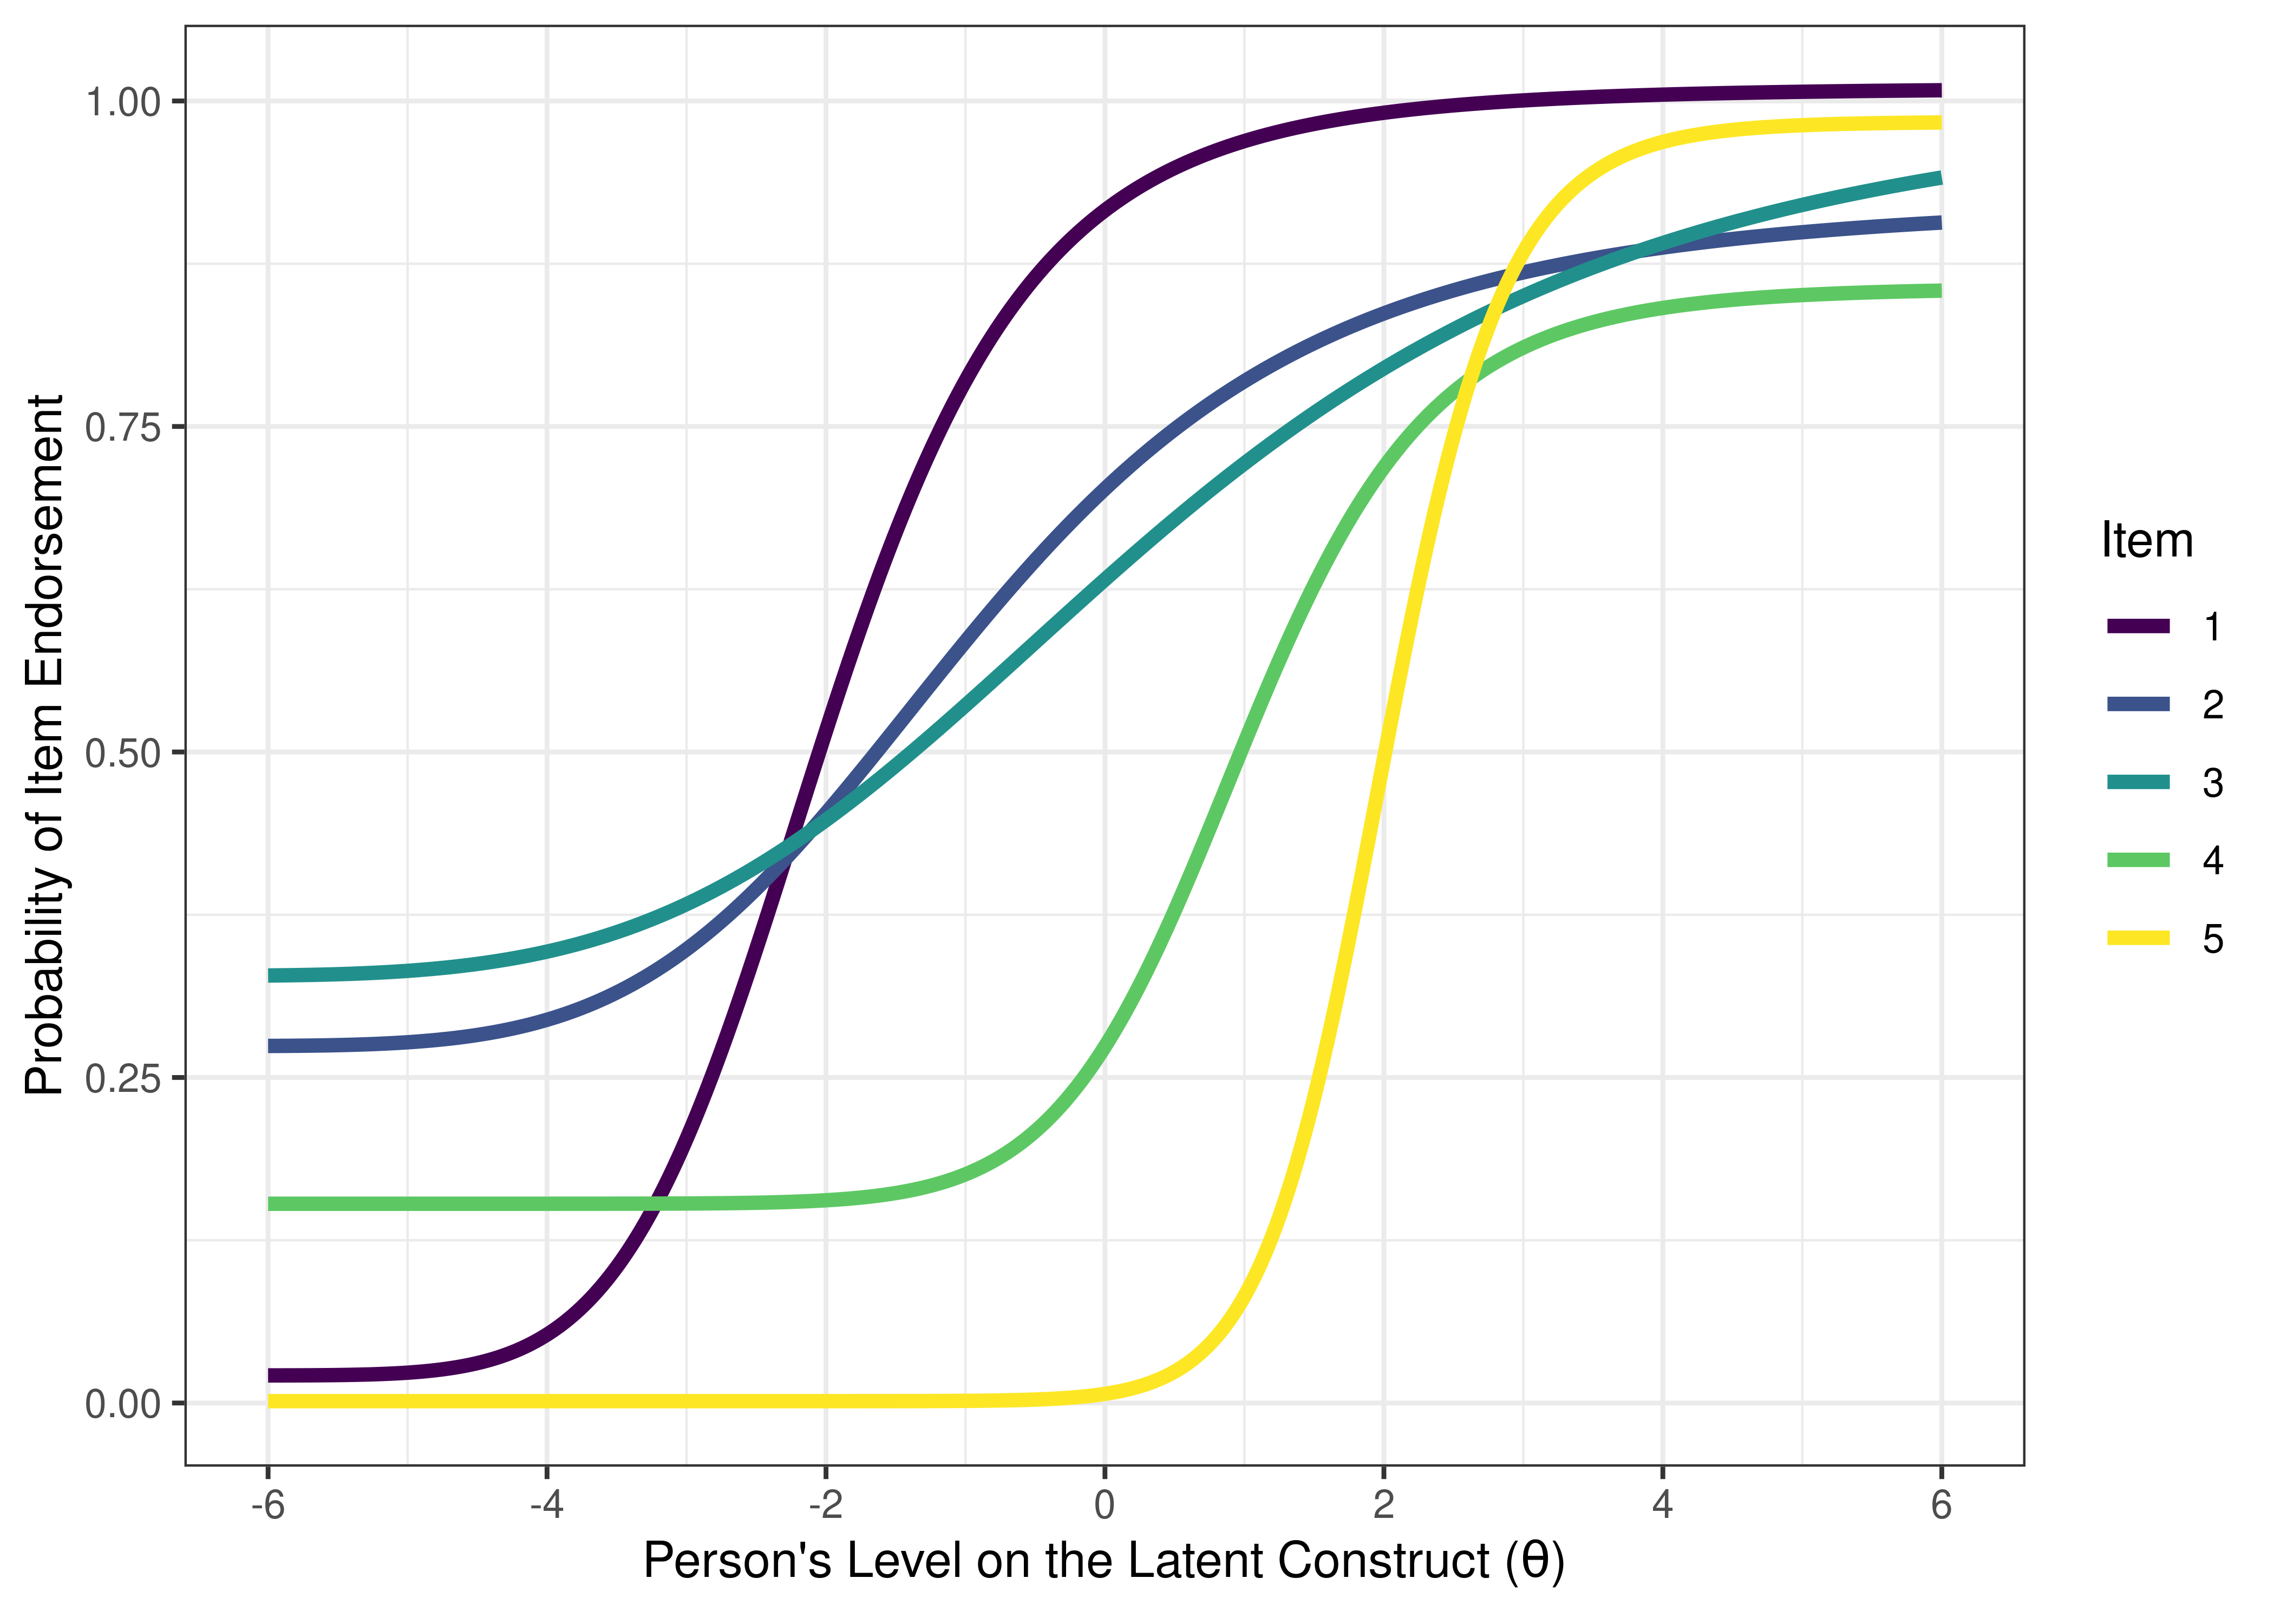 Probability of Item Endorsement
1.00
0.75
0.50
0.25
0.00
-6 -4 -2 0 2 4 6
Person's Level on the Latent Construct (θ)
Item
1
2
3
4
5